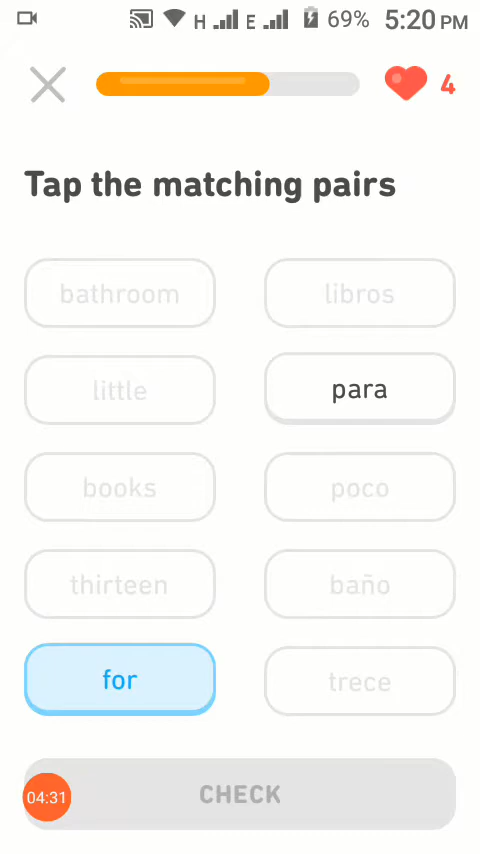 H E 69% 5:20 PM
4
Tap the matching pairs
bathroom libros
little para
books poco
thirteen baño
for trece
04:31 CHECK